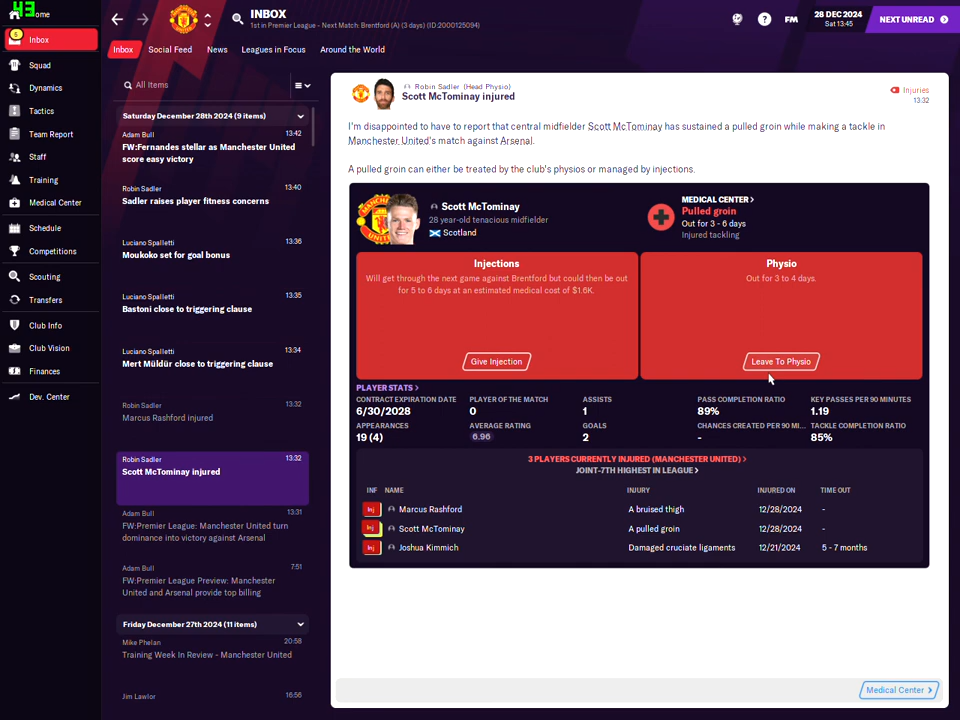 43ome
INBOX
1st in Premier League - Next Match: Brentford (A) (3 days) (ID:2000125094)
FM
28 DEC 2024
Sat 13:45
NEXT UNREAD
5
Inbox
Squad
Dynamics
Tactics
Team Report
Staff
Training
Medical Center
Schedule
Competitions
Scouting
Transfers
Club Info
Club Vision
Finances
Dev. Center
Inbox
Social Feed
News
Leagues in Focus
Around the World
All Items
Saturday December 28th 2024 (9 items)
Adam Bull
13:42
FW:Fernandes stellar as Manchester United
score easy victory
Robin Sadler
13:40
Sadler raises player fitness concerns
Luciano Spalletti
13:36
Moukoko set for goal bonus
Luciano Spalletti
13:35
Bastoni close to triggering clause
Luciano Spalletti
13:34
Mert Müldür close to triggering clause
Robin Sadler
13:32
Marcus Rashford injured
Robin Sadler
13:32
Scott McTominay injured
Adam Bull
13:31
FW:Premier League: Manchester United turn
dominance into victory against Arsenal
Adam Bull
7:51
FW:Premier League Preview: Manchester
United and Arsenal provide top billing
Friday December 27th 2024 (11 items)
Mike Phelan
20:58
Training Week In Review - Manchester United
Jim Lawlor
16:56
Robin Sadler (Head Physio)
Scott McTominay injured
Injuries
13:32
I'm disappointed to have to report that central midfielder Scott McTominay has sustained a pulled groin while making a tackle in
Manchester United's match against Arsenal.
A pulled groin can either be treated by the club's physios or managed by injections.
Scott McTominay
28 year-old tenacious midfielder
Scotland
MEDICAL CENTER >
Pulled groin
Out for 3 - 6 days
Injured tackling
Injections
Will get through the next game against Brentford but could then be out
for 5 to 6 days at an estimated medical cost of $1.6K.
Give Injection
Physio
Out for 3 to 4 days.
Leave To Physio
PLAYER STATS >
CONTRACT EXPIRATION DATE
PLAYER OF THE MATCH
ASSISTS
PASS COMPLETION RATIO
KEY PASSES PER 90 MINUTES
6/30/2028
0
1
89%
1.19
APPEARANCES
AVERAGE RATING
GOALS
CHANCES CREATED PER 90 MI...
TACKLE COMPLETION RATIO
19 (4)
6.96
2
-
85%
3 PLAYERS CURRENTLY INJURED (MANCHESTER UNITED) >
JOINT-7TH HIGHEST IN LEAGUE >
INF NAME
INJURY
INJURED ON
TIME OUT
Inj Marcus Rashford
A bruised thigh
12/28/2024
-
Inj Scott McTominay
A pulled groin
12/28/2024
-
Inj Joshua Kimmich
Damaged cruciate ligaments
12/21/2024
5 - 7 months
Medical Center >